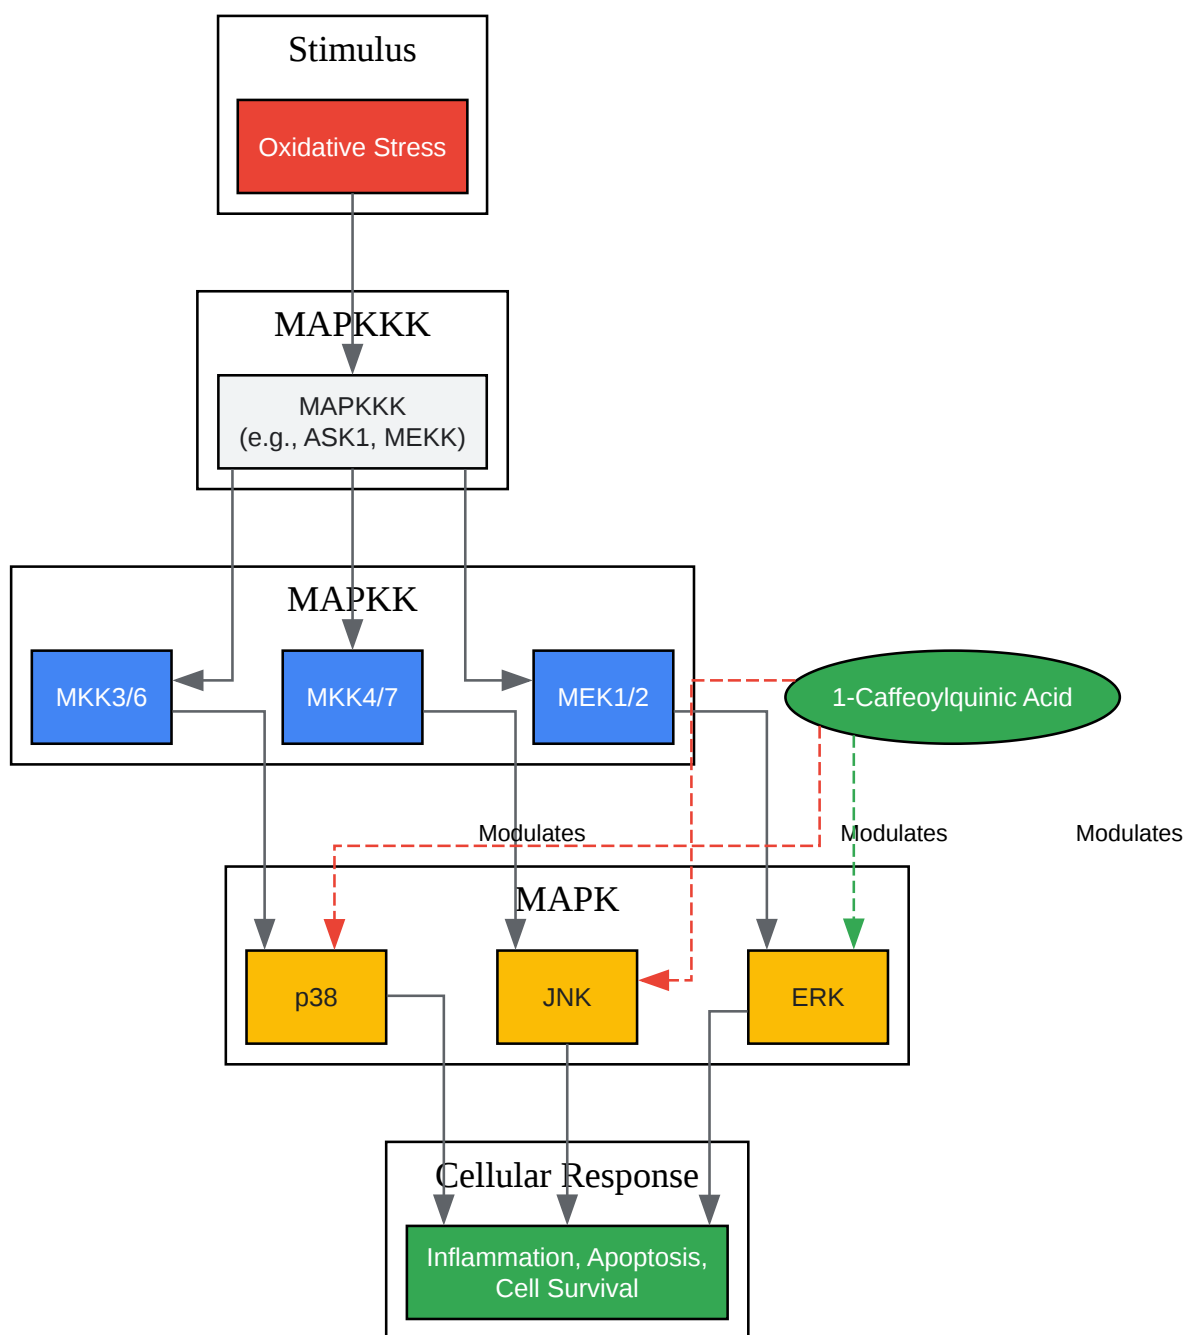 Stimulus
Oxidative Stress
MAPKKK
MAPKKK
(e.g., ASK1, MEKK)
MAPKK
MKK3/6
MKK4/7
MEK1/2
1-Caffeoylquinic Acid
Modulates
Modulates
Modulates
MAPK
p38
JNK
ERK
Cellular Response
Inflammation, Apoptosis,
Cell Survival